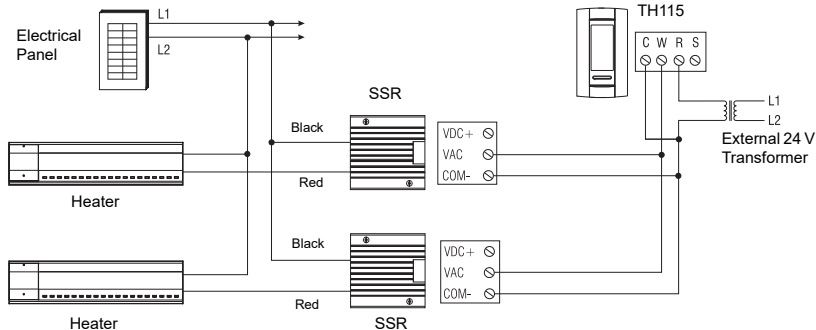 TH115
L1
L2
Electrical
Panel
C W R S
SSR
L1
L2
External 24 V
Transformer
Black
VDC+
VAC
COM-
Red
Heater
Black
VDC+
VAC
COM-
Red
Heater
SSR